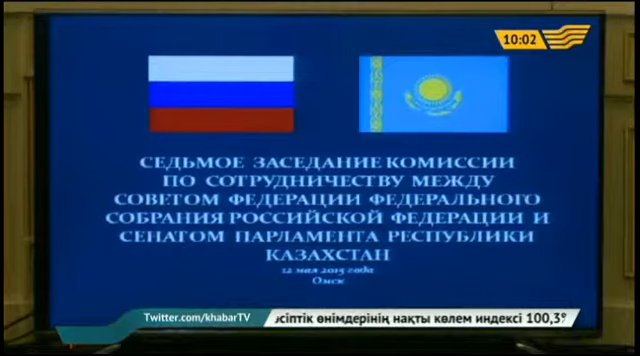 10:02
СЕДЬМОЕ ЗАСЕДАНИЕ КОМИССИИ
ПО СОТРУДНИЧЕСТВУ МЕЖДУ
СОВЕТОМ ФЕДЕРАЦИИ ФЕДЕРАЛЬНОГО
СОБРАНИЯ РОССИЙСКОЙ ФЕДЕРАЦИИ И
СЕНАТОМ ПАРЛАМЕНТА РЕСПУБЛИКИ
КАЗАХСТАН
12 мая 2015 года
Омск
Twitter.com/khabarTV
өнімдерінің нақты көлем индексі 100,3